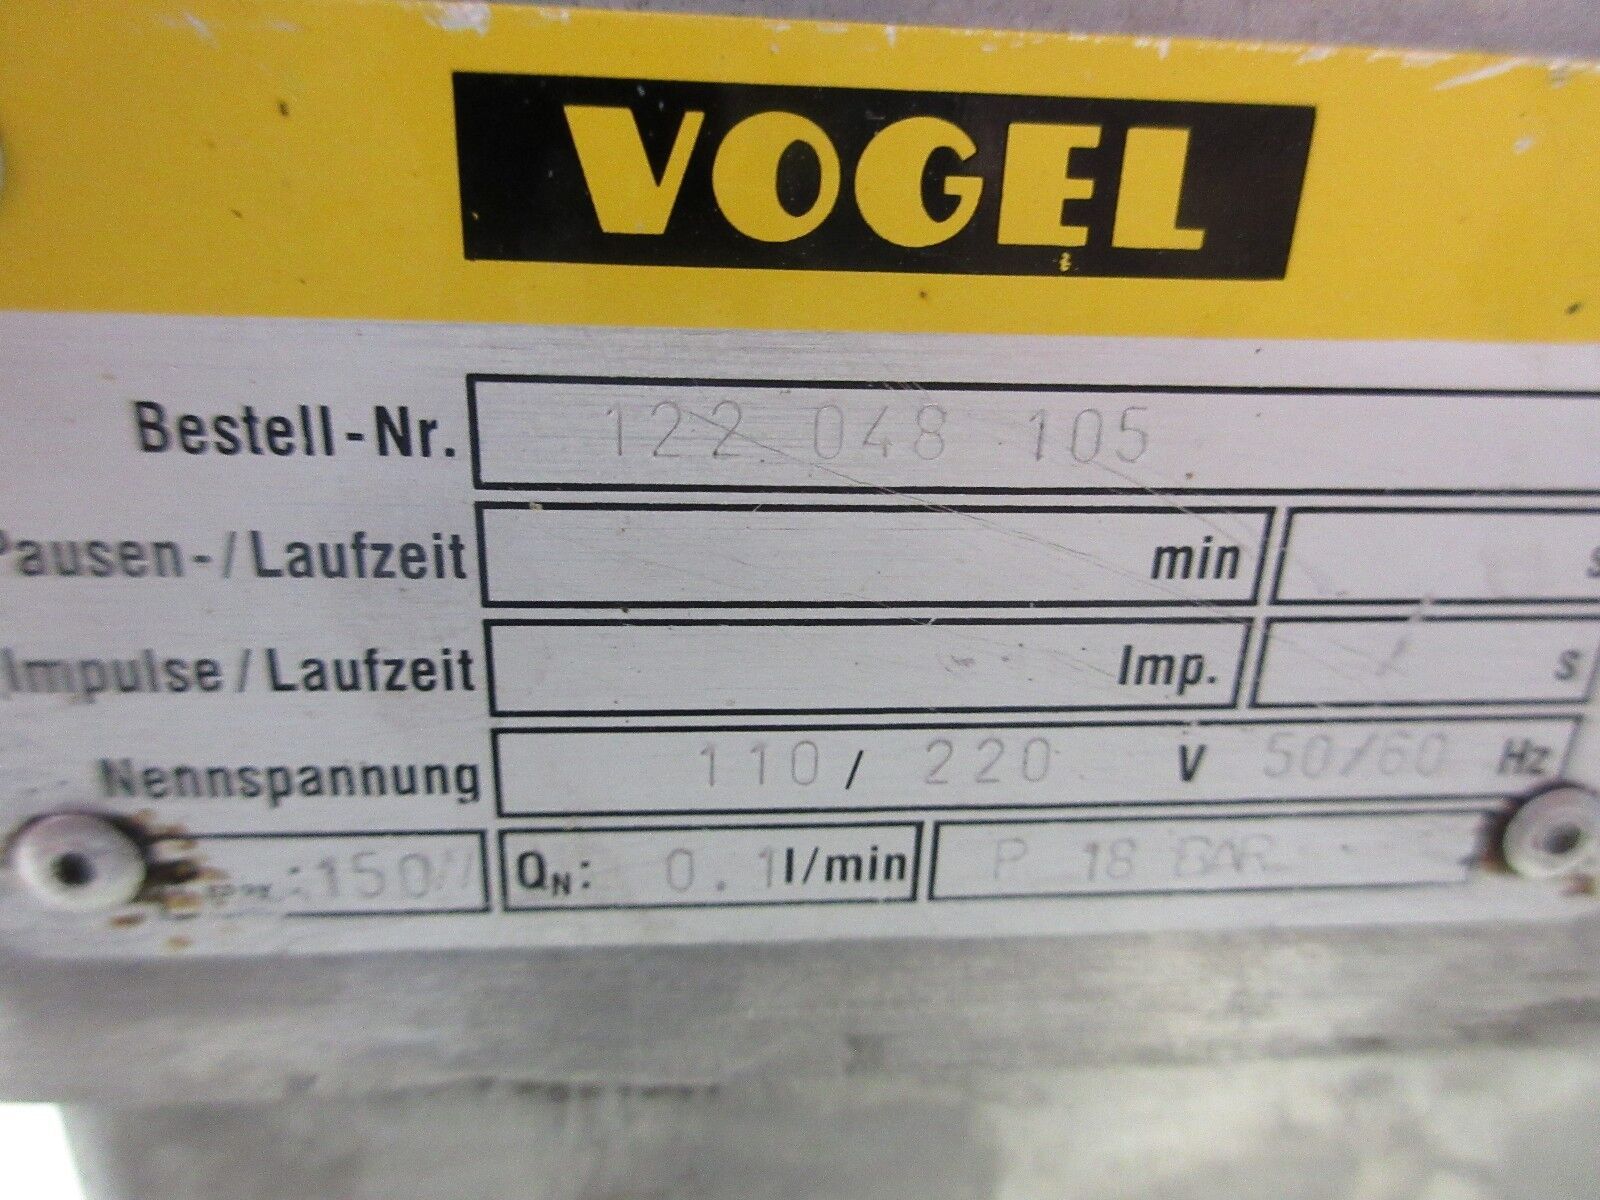 VOGEL
Bestell-Nr. 122 048 105
Pausen-/Laufzeit min s
Impulse/Laufzeit Imp. s
Nennspannung 110/ 220 V 50/60 Hz
:150 QN: 0.1 l/min P 18 BAR